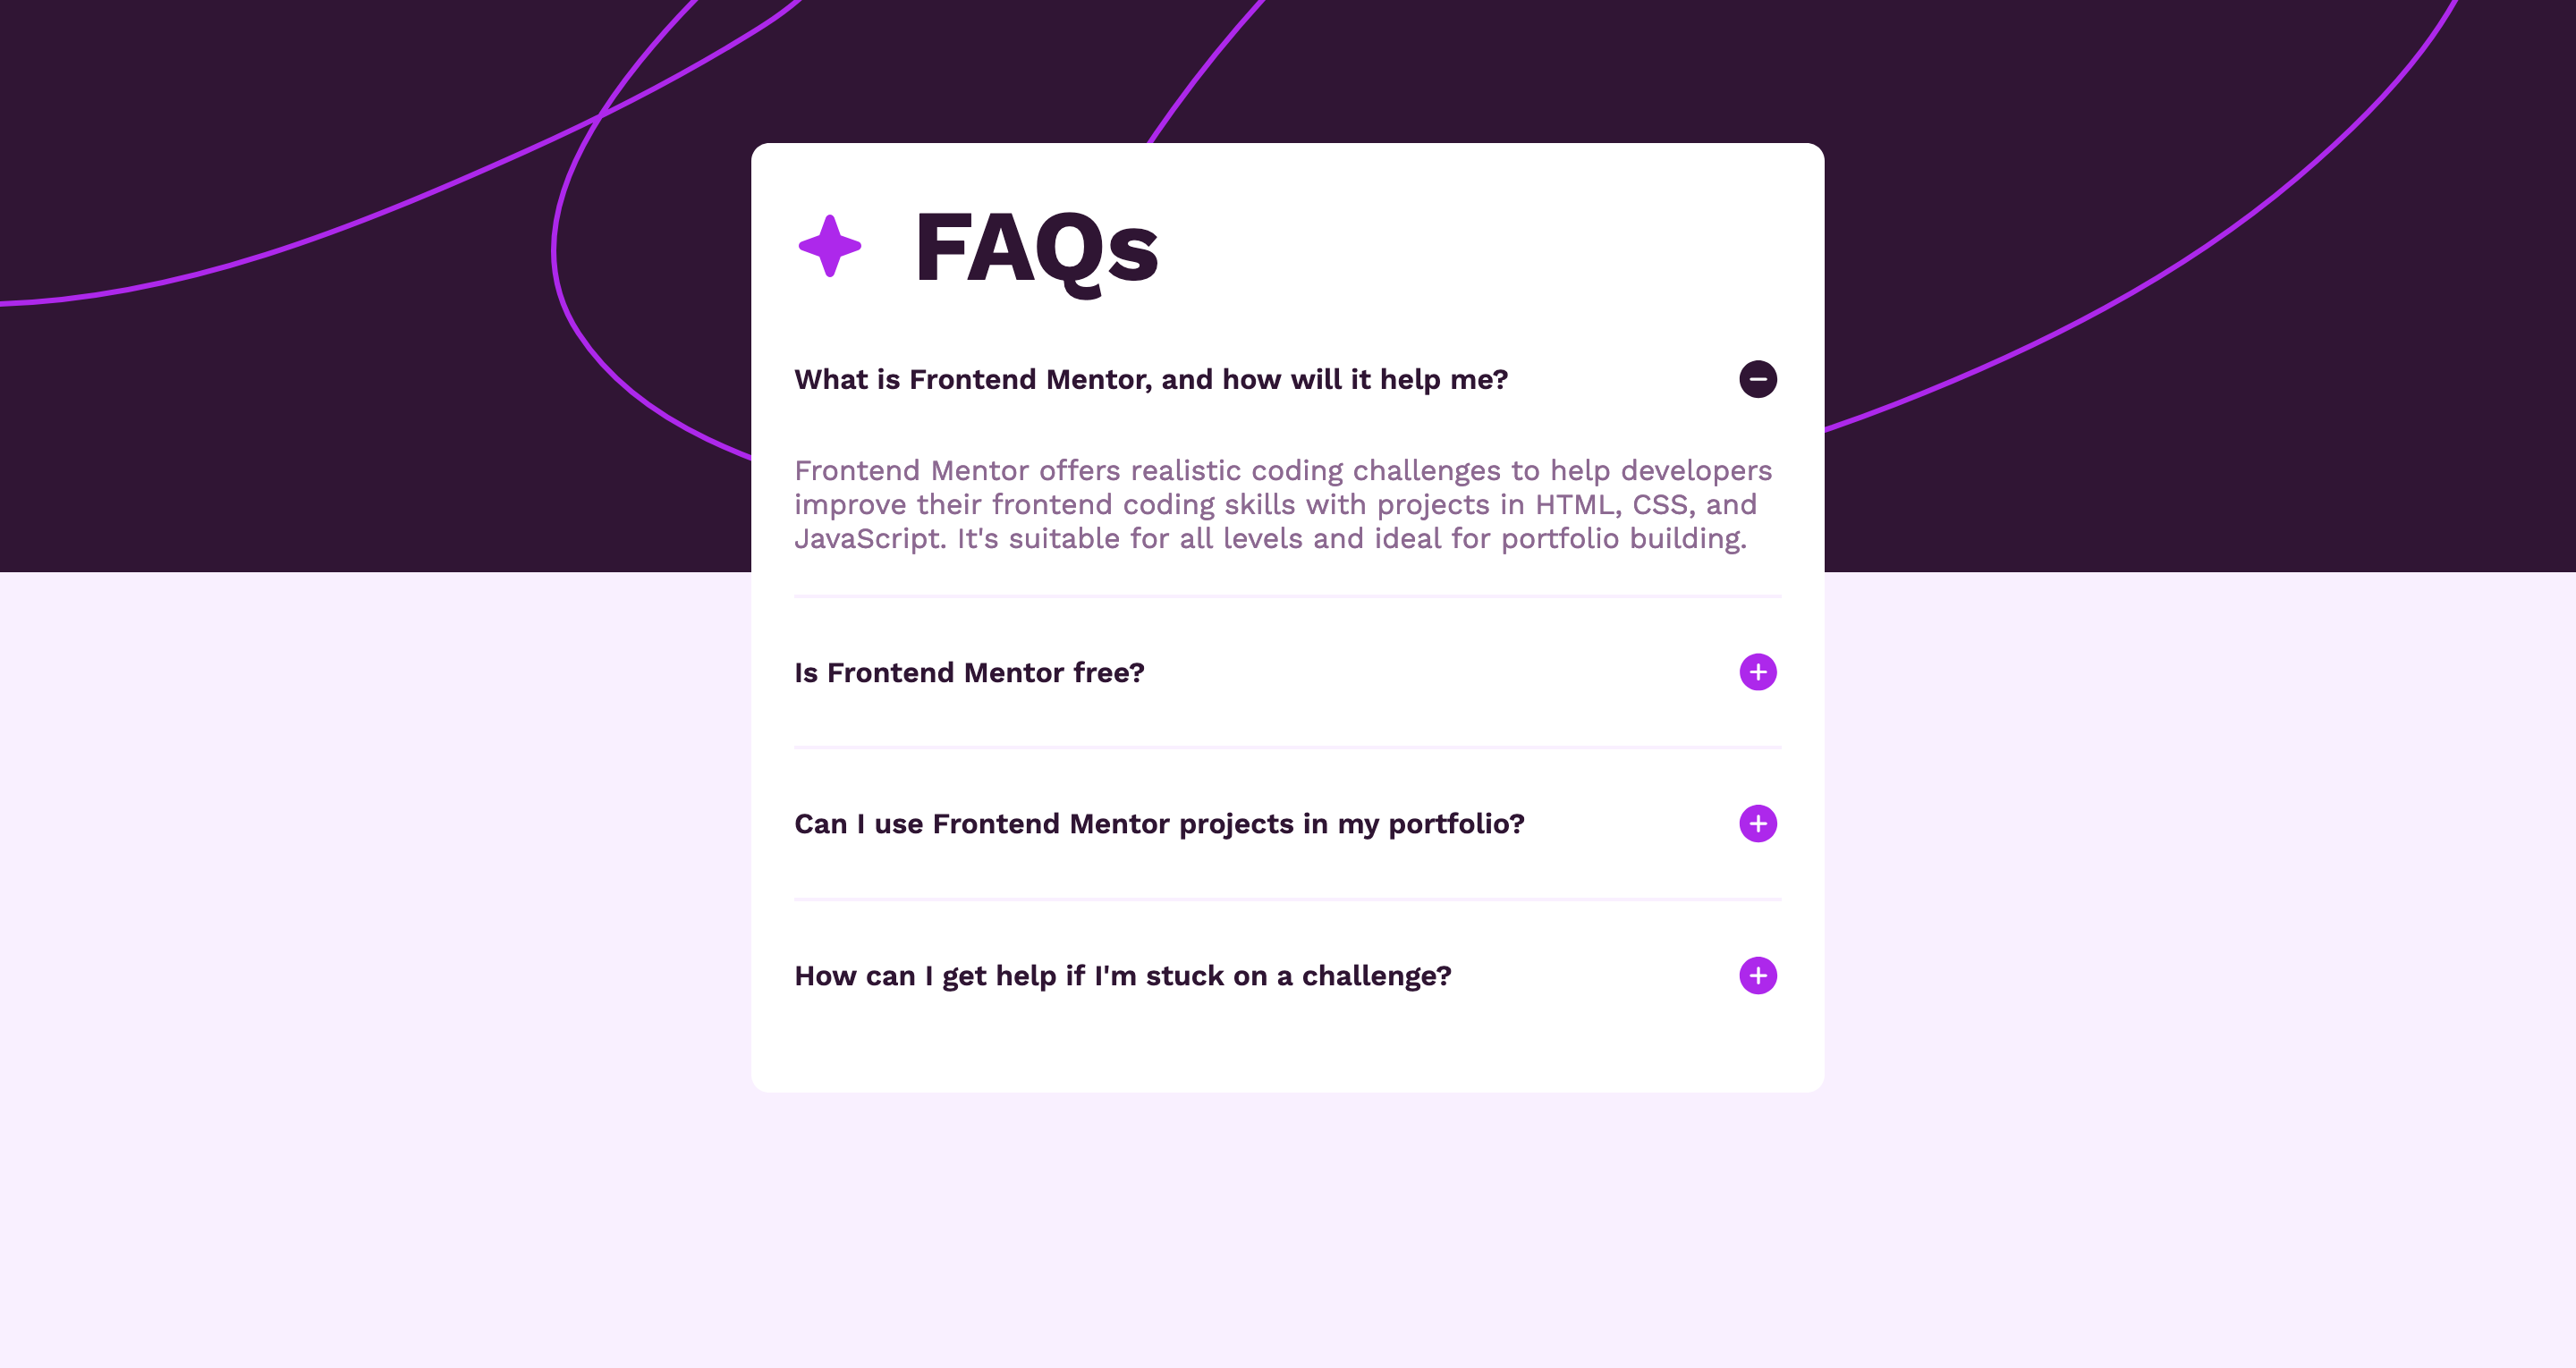 FAQs
What is Frontend Mentor, and how will it help me?
Frontend Mentor offers realistic coding challenges to help developers
improve their frontend coding skills with projects in HTML, CSS, and
JavaScript. It's suitable for all levels and ideal for portfolio building.
Is Frontend Mentor free?
Can I use Frontend Mentor projects in my portfolio?
How can I get help if I'm stuck on a challenge?